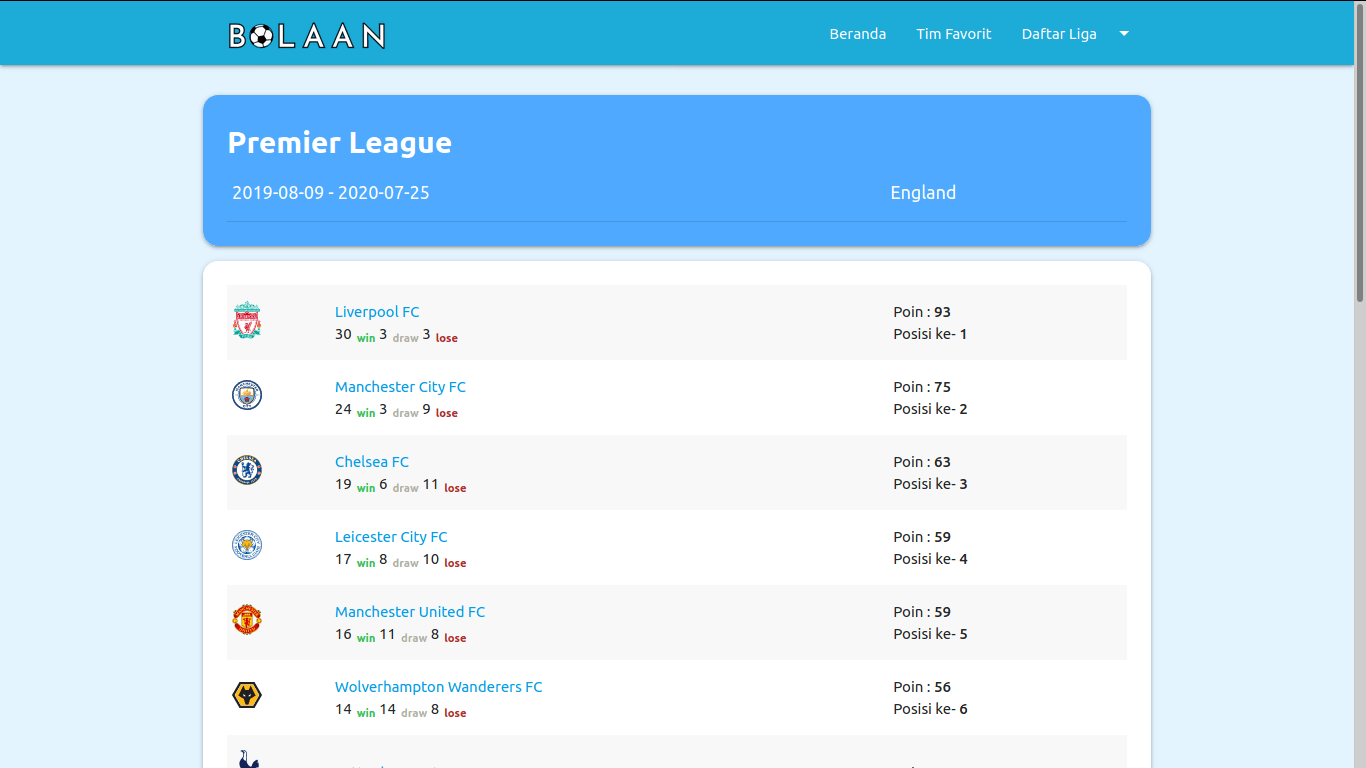 BOLAAN Beranda Tim Favorit Daftar Liga
Premier League
2019-08-09 - 2020-07-25 England
Liverpool FC Poin : 93
30 win 3 draw 3 lose Posisi ke- 1
Manchester City FC Poin : 75
24 win 3 draw 9 lose Posisi ke- 2
Chelsea FC Poin : 63
19 win 6 draw 11 lose Posisi ke- 3
Leicester City FC Poin : 59
17 win 8 draw 10 lose Posisi ke- 4
Manchester United FC Poin : 59
16 win 11 draw 8 lose Posisi ke- 5
Wolverhampton Wanderers FC Poin : 56
14 win 14 draw 8 lose Posisi ke- 6